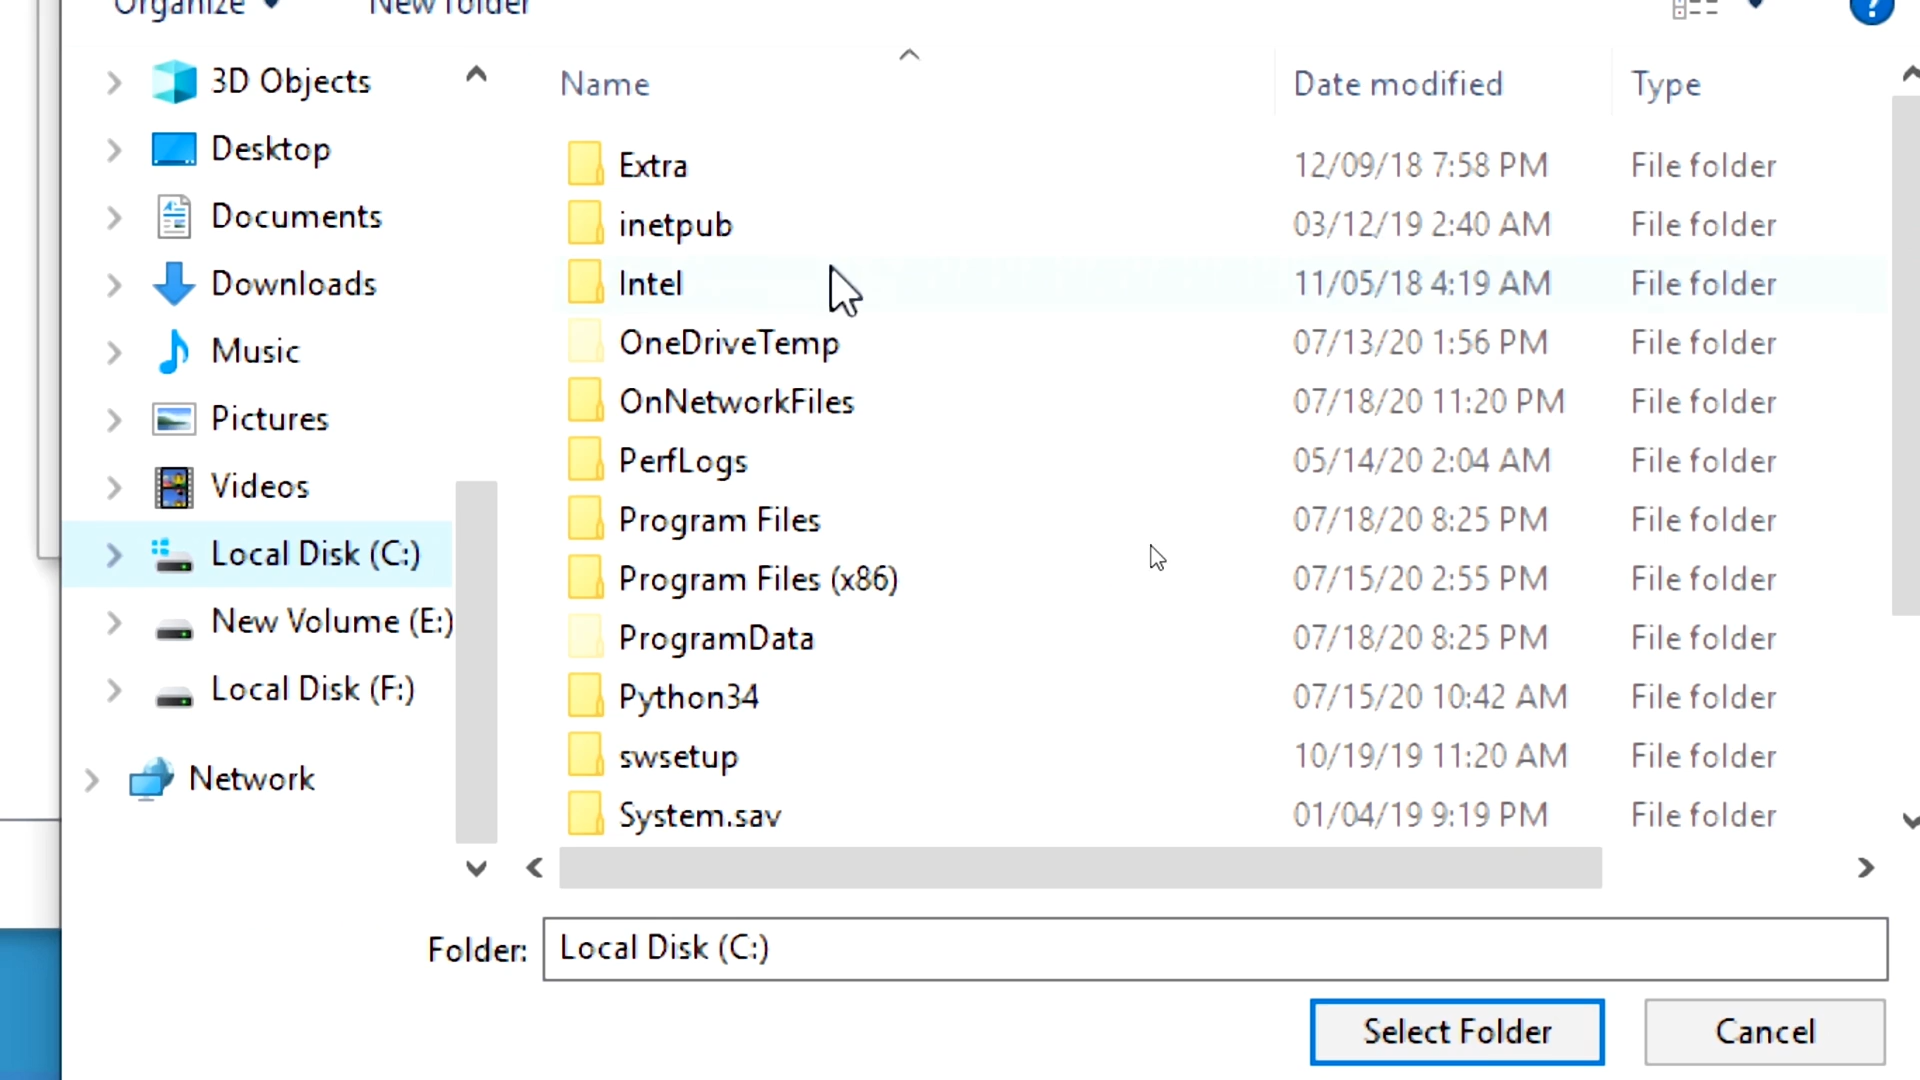 Organize New folder
?
Name Date modified Type
3D Objects
Desktop
Documents
Downloads
Music
Pictures
Videos
Local Disk (C:)
New Volume (E:)
Local Disk (F:)
Network
Extra 12/09/18 7:58 PM File folder
inetpub 03/12/19 2:40 AM File folder
Intel 11/05/18 4:19 AM File folder
OneDriveTemp 07/13/20 1:56 PM File folder
OnNetworkFiles 07/18/20 11:20 PM File folder
PerfLogs 05/14/20 2:04 AM File folder
Program Files 07/18/20 8:25 PM File folder
Program Files (x86) 07/15/20 2:55 PM File folder
ProgramData 07/18/20 8:25 PM File folder
Python34 07/15/20 10:42 AM File folder
swsetup 10/19/19 11:20 AM File folder
System.sav 01/04/19 9:19 PM File folder
Folder: Local Disk (C:)
Select Folder Cancel